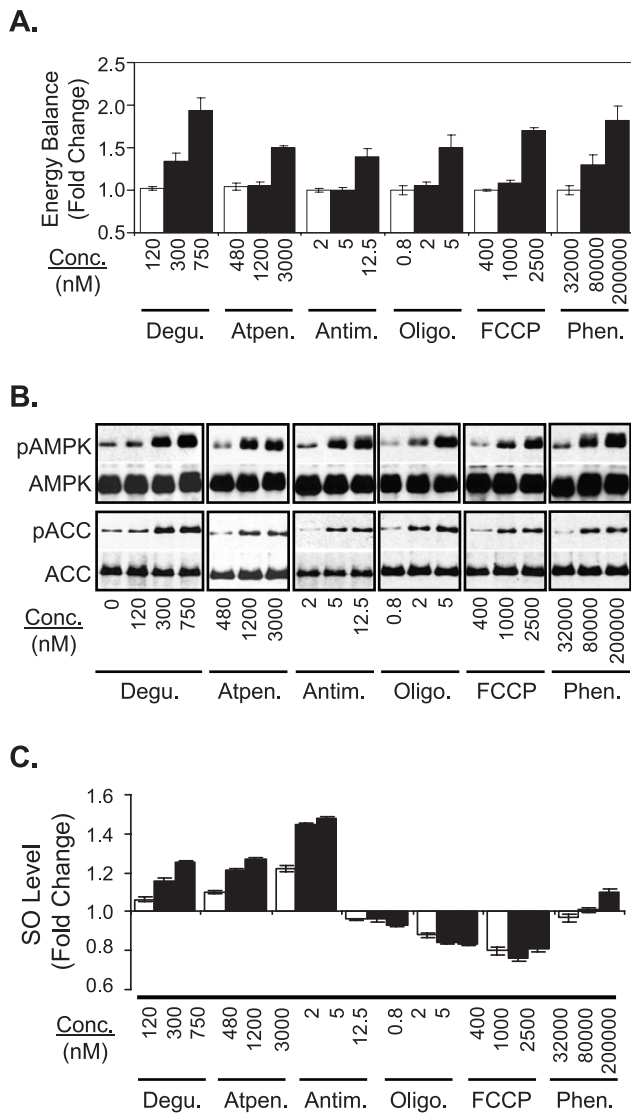 A.
Energy Balance
(Fold Change)
2.5
2.0
1.5
1.0
0.5
Conc.
(nM)
120 300 750 480 1200 3000 2 5 12.5 0.8 2 5 400 1000 2500 32000 80000 200000
Degu. Atpen. Antim. Oligo. FCCP Phen.
B.
pAMPK
AMPK
pACC
ACC
Conc.
(nM)
0 120 300 750 480 1200 3000 2 5 12.5 0.8 2 5 400 1000 2500 32000 80000 200000
Degu. Atpen. Antim. Oligo. FCCP Phen.
C.
SO Level
(Fold Change)
1.6
1.4
1.2
1.0
0.8
0.6
Conc.
(nM)
120 300 750 480 1200 3000 2 5 12.5 0.8 2 5 400 1000 2500 32000 80000 200000
Degu. Atpen. Antim. Oligo. FCCP Phen.